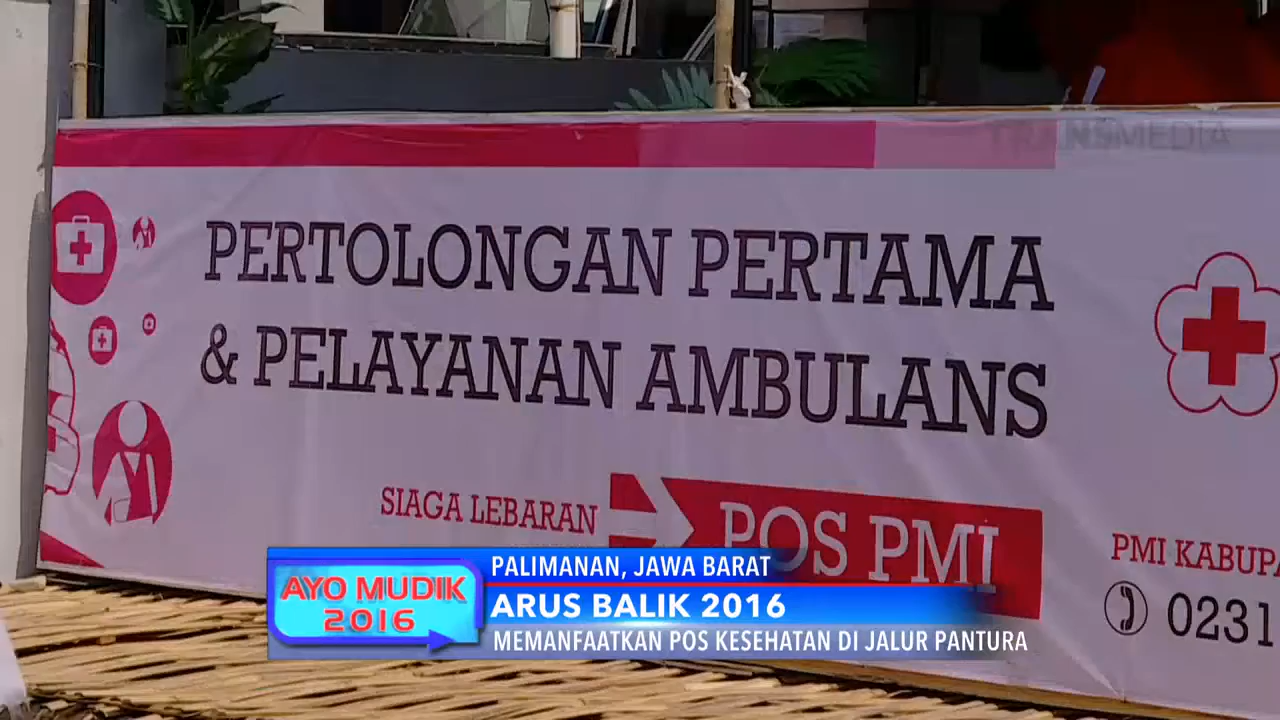 TRANSMEDIA
PERTOLONGAN PERTAMA
& PELAYANAN AMBULANS
SIAGA LEBARAN
POS PMI
PMI KABUPA
0231
PALIMANAN, JAWA BARAT
AYO MUDIK
2016
ARUS BALIK 2016
MEMANFAATKAN POS KESEHATAN DI JALUR PANTURA